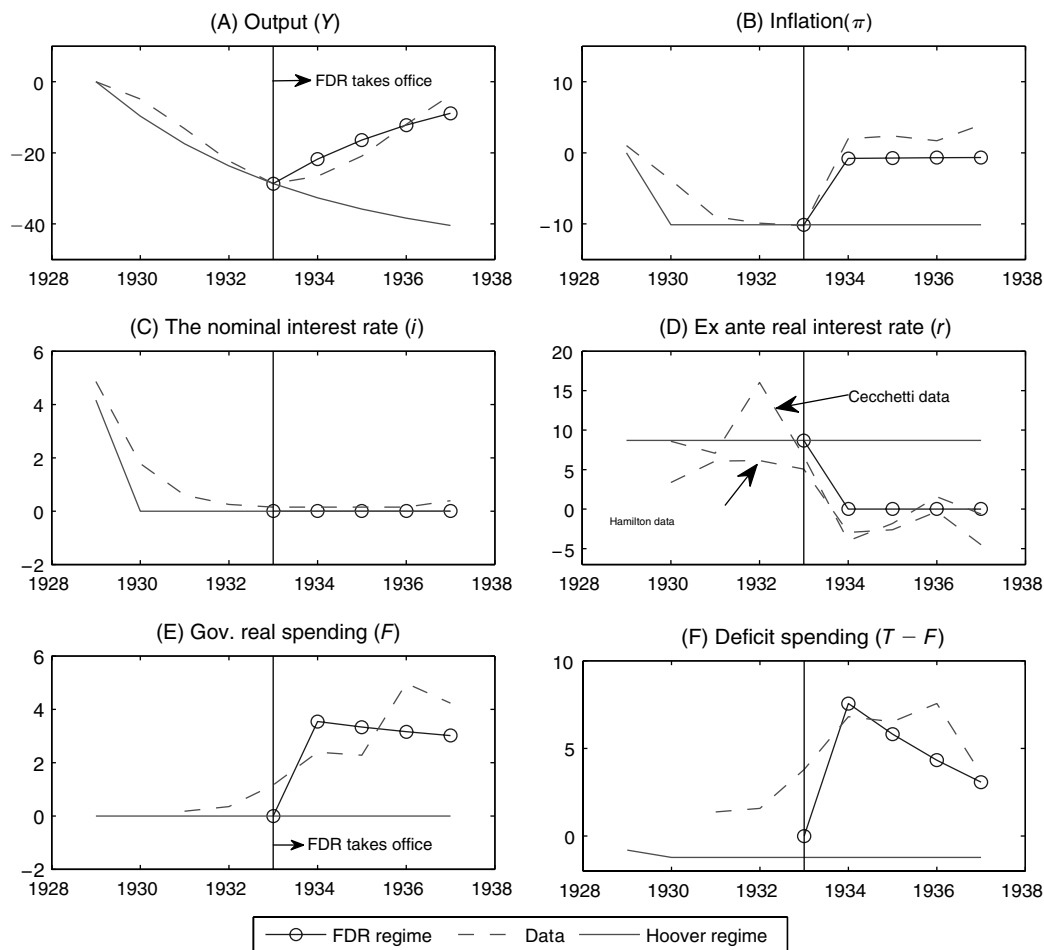 (A) Output (Y)
10
0
−20
−40
FDR takes office
1928 1930 1932 1934 1936 1938
(B) Inflation(π)
10
0
−10
1928 1930 1932 1934 1936 1938
(C) The nominal interest rate (i)
6
4
2
0
−2
1928 1930 1932 1934 1936 1938
(D) Ex ante real interest rate (r)
20
15
10
5
0
−5
Cecchetti data
Hamilton data
1928 1930 1932 1934 1936 1938
(E) Gov. real spending (F)
6
4
2
0
−2
FDR takes office
1928 1930 1932 1934 1936 1938
(F) Deficit spending (T − F)
10
5
0
1928 1930 1932 1934 1936 1938
FDR regime Data Hoover regime